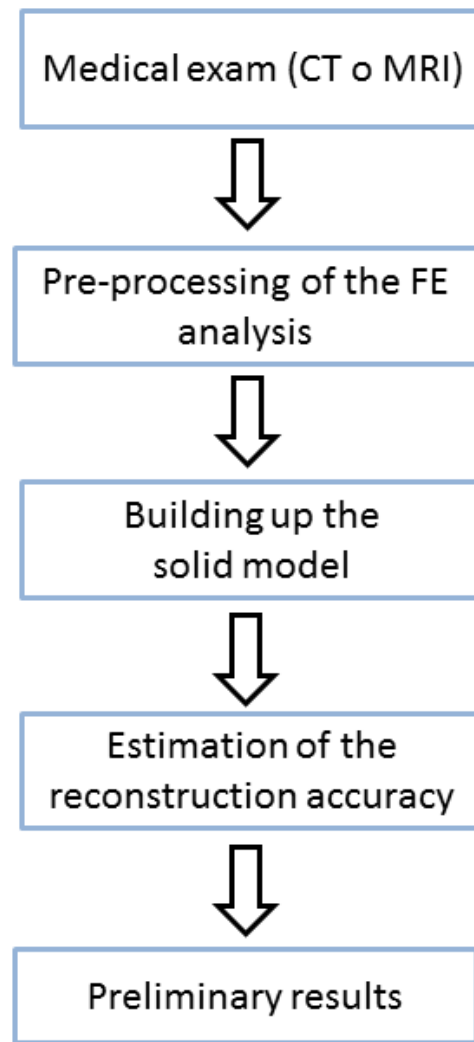 Medical exam (CT o MRI)
Pre-processing of the FE
analysis
Building up the
solid model
Estimation of the
reconstruction accuracy
Preliminary results